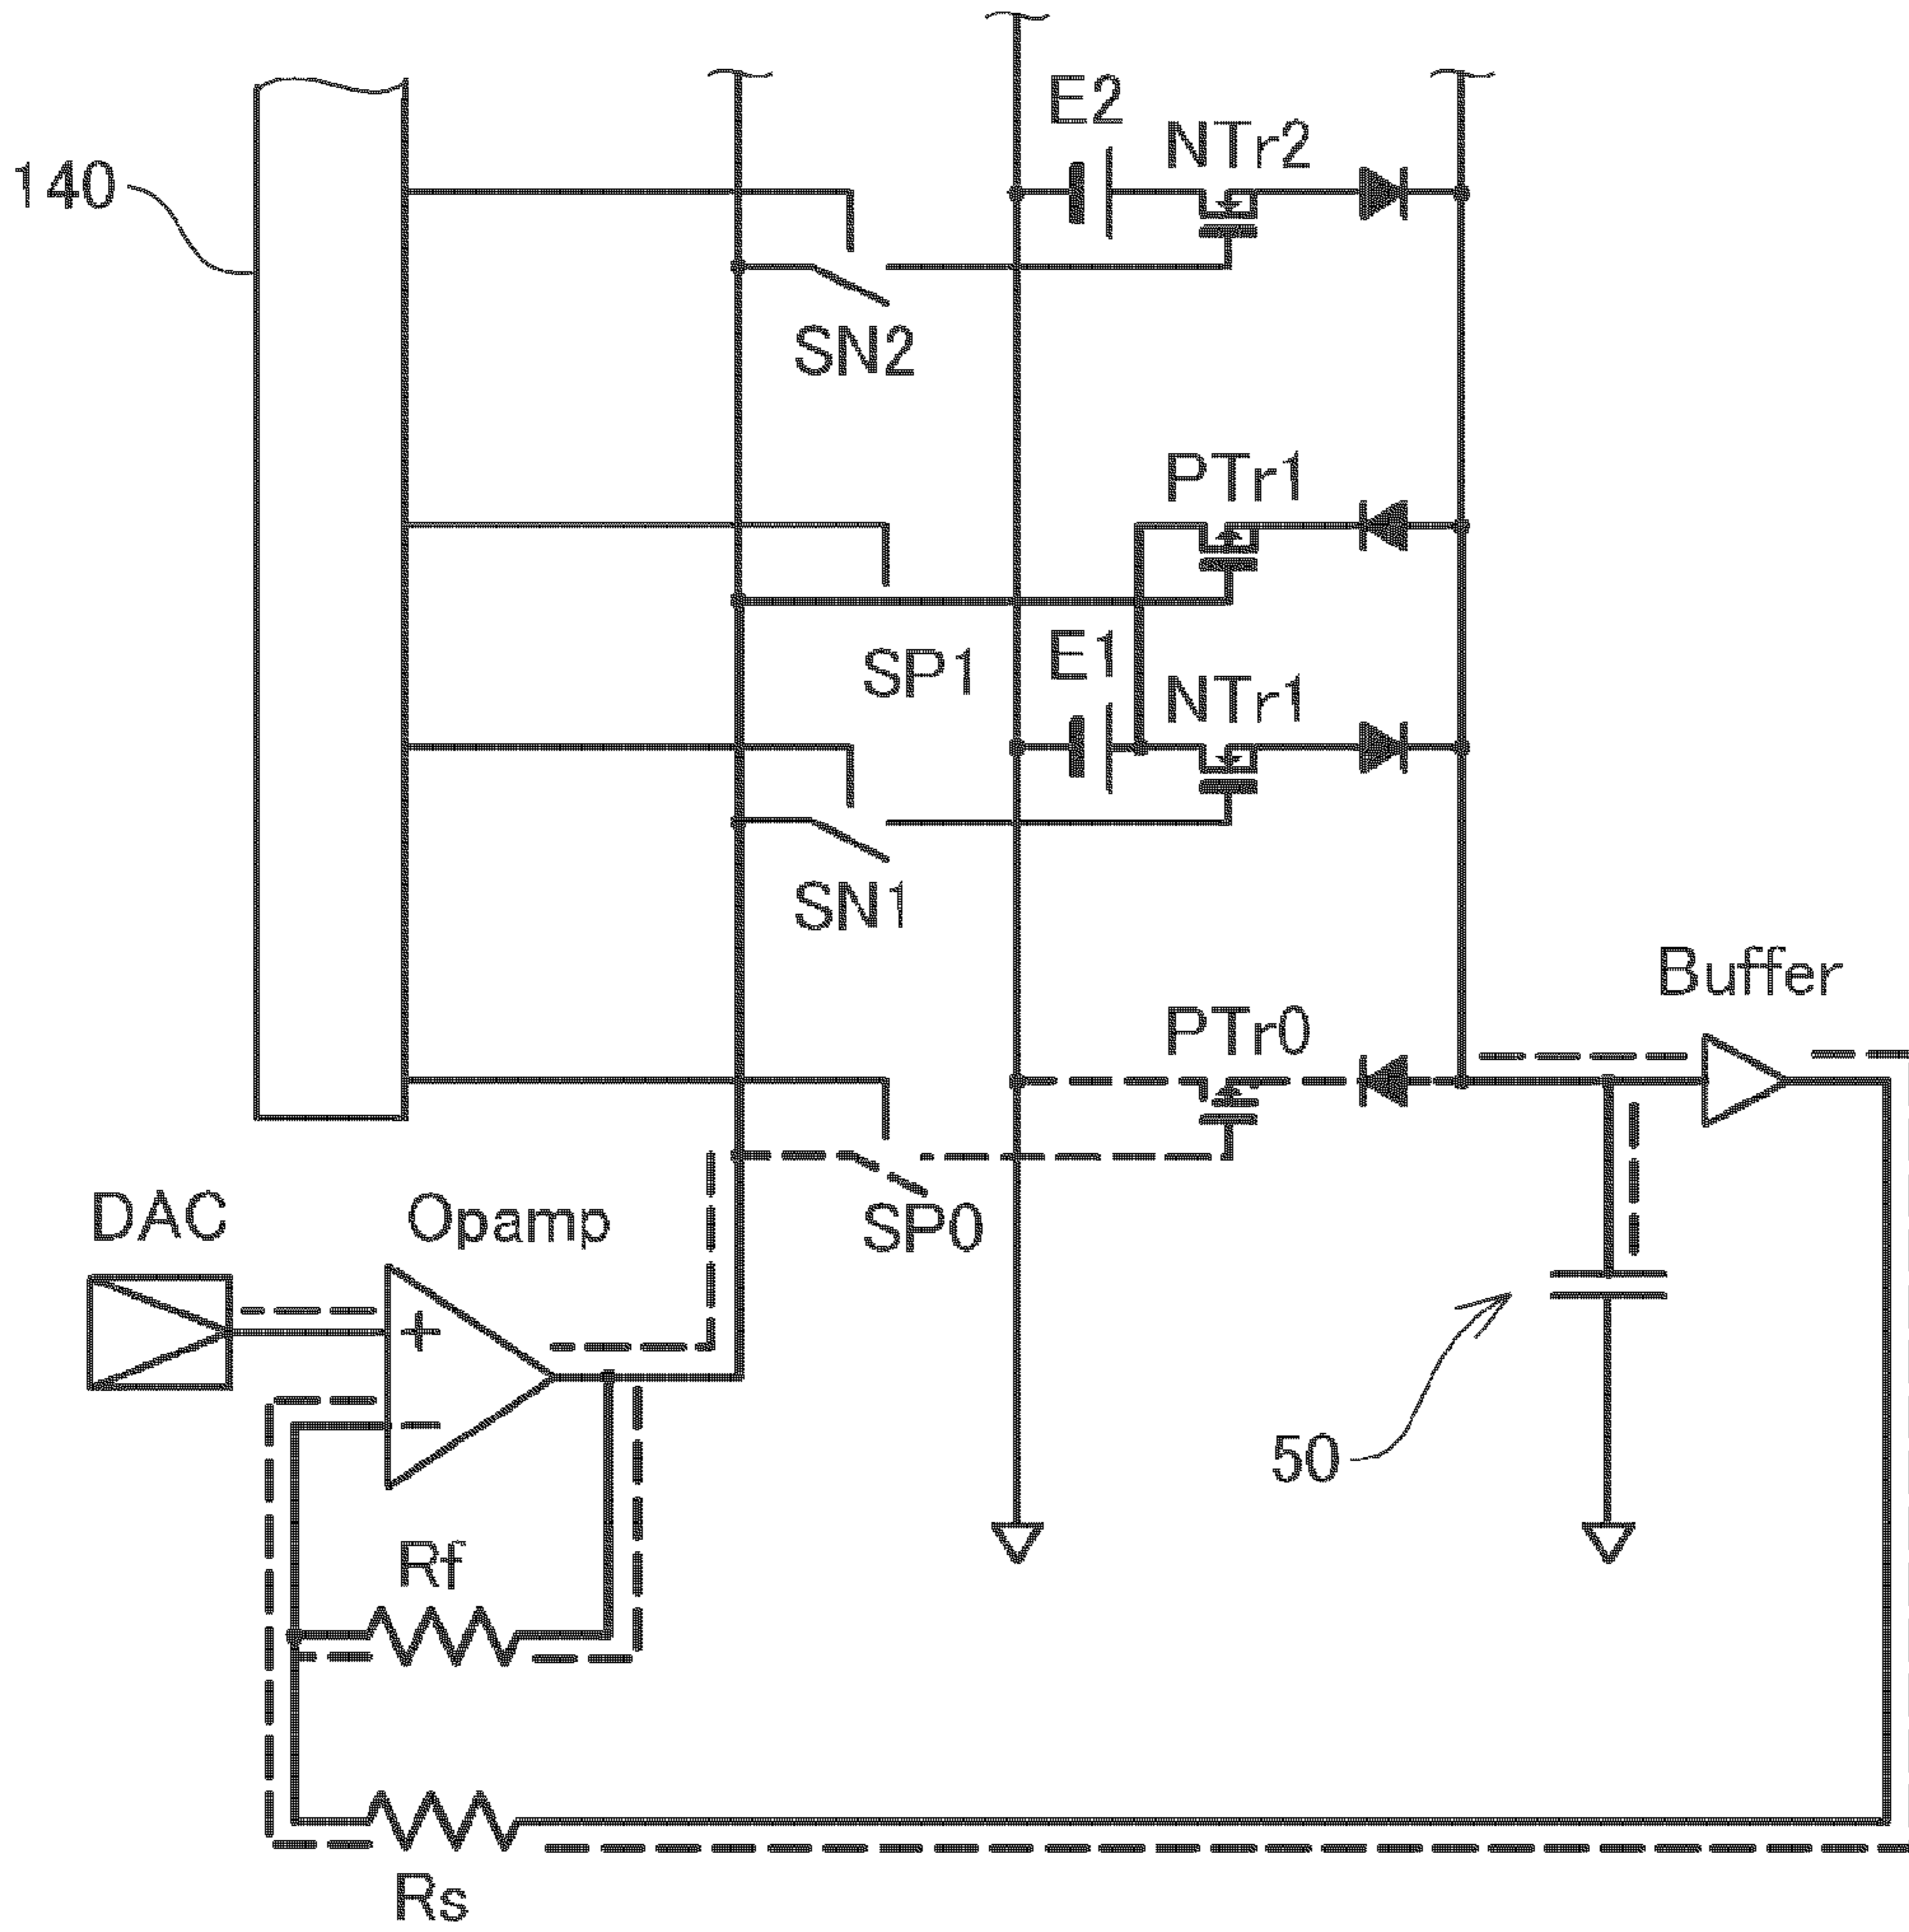 E2
NTr2
140
SN2
PTr1
SP1
E1
NTr1
SN1
Buffer
PTr0
SP0
DAC
Opamp
+
−
50
Rf
Rs